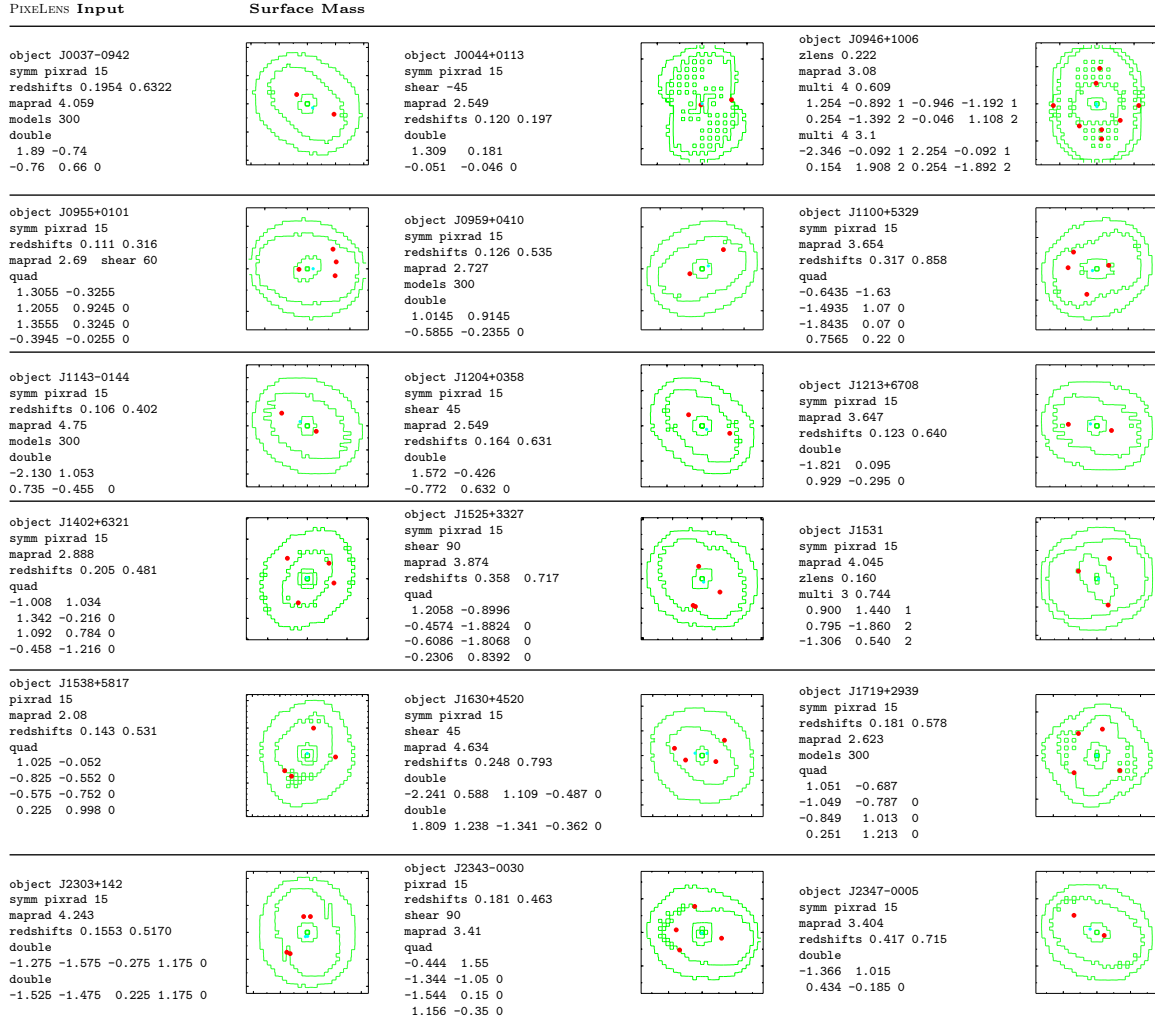 PIXELENS Input Surface Mass
object J0037−0942
symm pixrad 15
redshifts 0.1954 0.6322
maprad 4.059
models 300
double
1.89 -0.74
-0.76 0.66 0
object J0044+0113
symm pixrad 15
shear -45
maprad 2.549
redshifts 0.120 0.197
double
1.309 0.181
-0.051 -0.046 0
object J0946+1006
zlens 0.222
maprad 3.08
multi 4 0.609
1.254 -0.892 1 -0.946 -1.192 1
0.254 -1.392 2 -0.046 1.108 2
multi 4 3.1
-2.346 -0.092 1 2.254 -0.092 1
0.154 1.908 2 0.254 -1.892 2
object J0955+0101
symm pixrad 15
redshifts 0.111 0.316
maprad 2.69 shear 60
quad
1.3055 -0.3255
1.2055 0.9245 0
1.3555 0.3245 0
-0.3945 -0.0255 0
object J0959+0410
symm pixrad 15
redshifts 0.126 0.535
maprad 2.727
models 300
double
1.0145 0.9145
-0.5855 -0.2355 0
object J1100+5329
symm pixrad 15
maprad 3.654
redshifts 0.317 0.858
quad
-0.6435 -1.63
-1.4935 1.07 0
-1.8435 0.07 0
0.7565 0.22 0
object J1143-0144
symm pixrad 15
redshifts 0.106 0.402
maprad 4.75
models 300
double
-2.130 1.053
0.735 -0.455 0
object J1204+0358
symm pixrad 15
shear 45
maprad 2.549
redshifts 0.164 0.631
double
1.572 -0.426
-0.772 0.632 0
object J1213+6708
symm pixrad 15
maprad 3.647
redshifts 0.123 0.640
double
-1.821 0.095
0.929 -0.295 0
object J1402+6321
symm pixrad 15
maprad 2.888
redshifts 0.205 0.481
quad
-1.008 1.034
1.342 -0.216 0
1.092 0.784 0
-0.458 -1.216 0
object J1525+3327
symm pixrad 15
shear 90
maprad 3.874
redshifts 0.358 0.717
quad
1.2058 -0.8996
-0.4574 -1.8824 0
-0.6086 -1.8068 0
-0.2306 0.8392 0
object J1531
symm pixrad 15
maprad 4.045
zlens 0.160
multi 3 0.744
0.900 1.440 1
0.795 -1.860 2
-1.306 0.540 2
object J1538+5817
pixrad 15
maprad 2.08
redshifts 0.143 0.531
quad
1.025 -0.052
-0.825 -0.552 0
-0.575 -0.752 0
0.225 0.998 0
object J1630+4520
symm pixrad 15
shear 45
maprad 4.634
redshifts 0.248 0.793
double
-2.241 0.588 1.109 -0.487 0
double
1.809 1.238 -1.341 -0.362 0
object J1719+2939
symm pixrad 15
redshifts 0.181 0.578
maprad 2.623
models 300
quad
1.051 -0.687
-1.049 -0.787 0
-0.849 1.013 0
0.251 1.213 0
object J2303+142
symm pixrad 15
maprad 4.243
redshifts 0.1553 0.5170
double
-1.275 -1.575 -0.275 1.175 0
double
-1.525 -1.475 0.225 1.175 0
object J2343-0030
pixrad 15
redshifts 0.181 0.463
shear 90
maprad 3.41
quad
-0.444 1.55
-1.344 -1.05 0
-1.544 0.15 0
1.156 -0.35 0
object J2347-0005
symm pixrad 15
maprad 3.404
redshifts 0.417 0.715
double
-1.366 1.015
0.434 -0.185 0